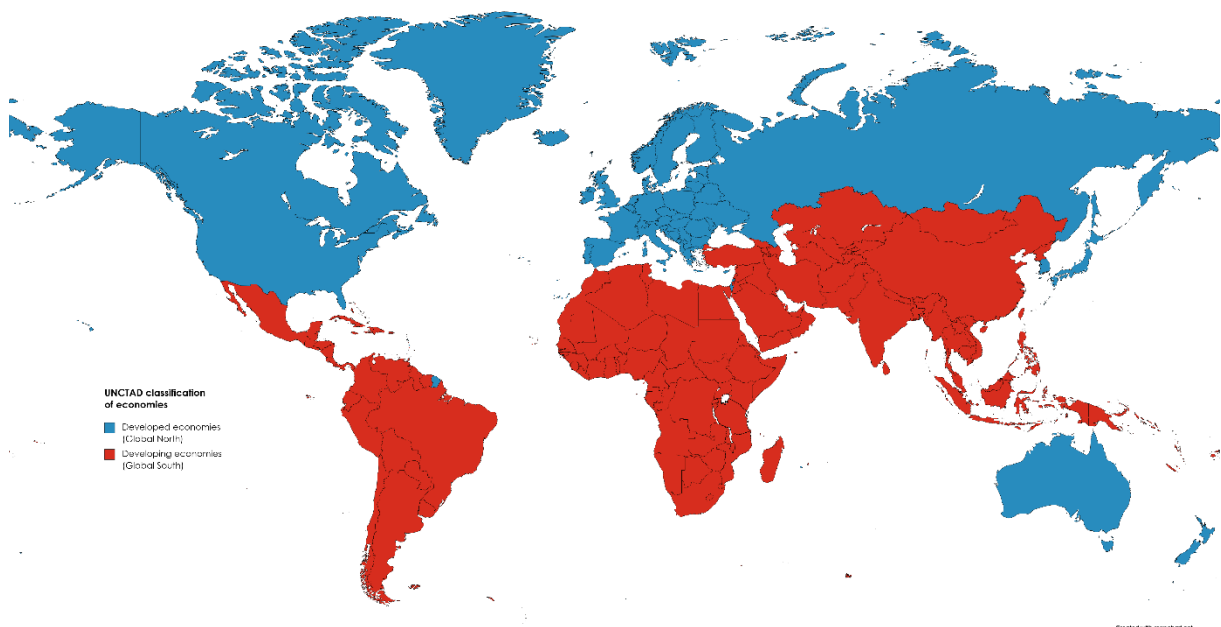 UNCTAD classification
of economies
Developed economies
(Global North)
Developing economies
(Global South)